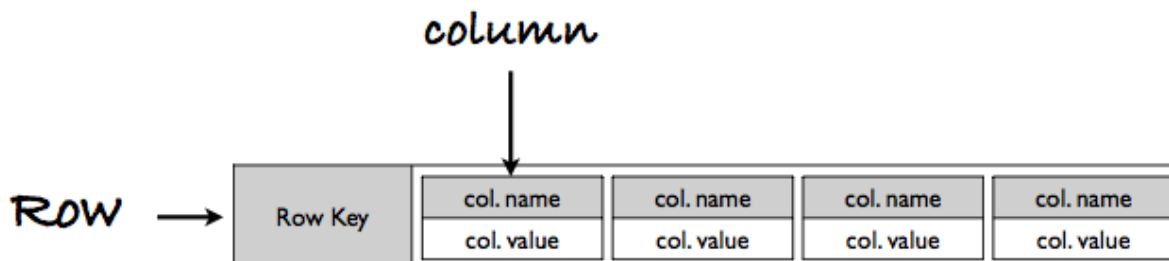 column
Row
Row Key
col. name col. name col. name col. name
col. value col. value col. value col. value